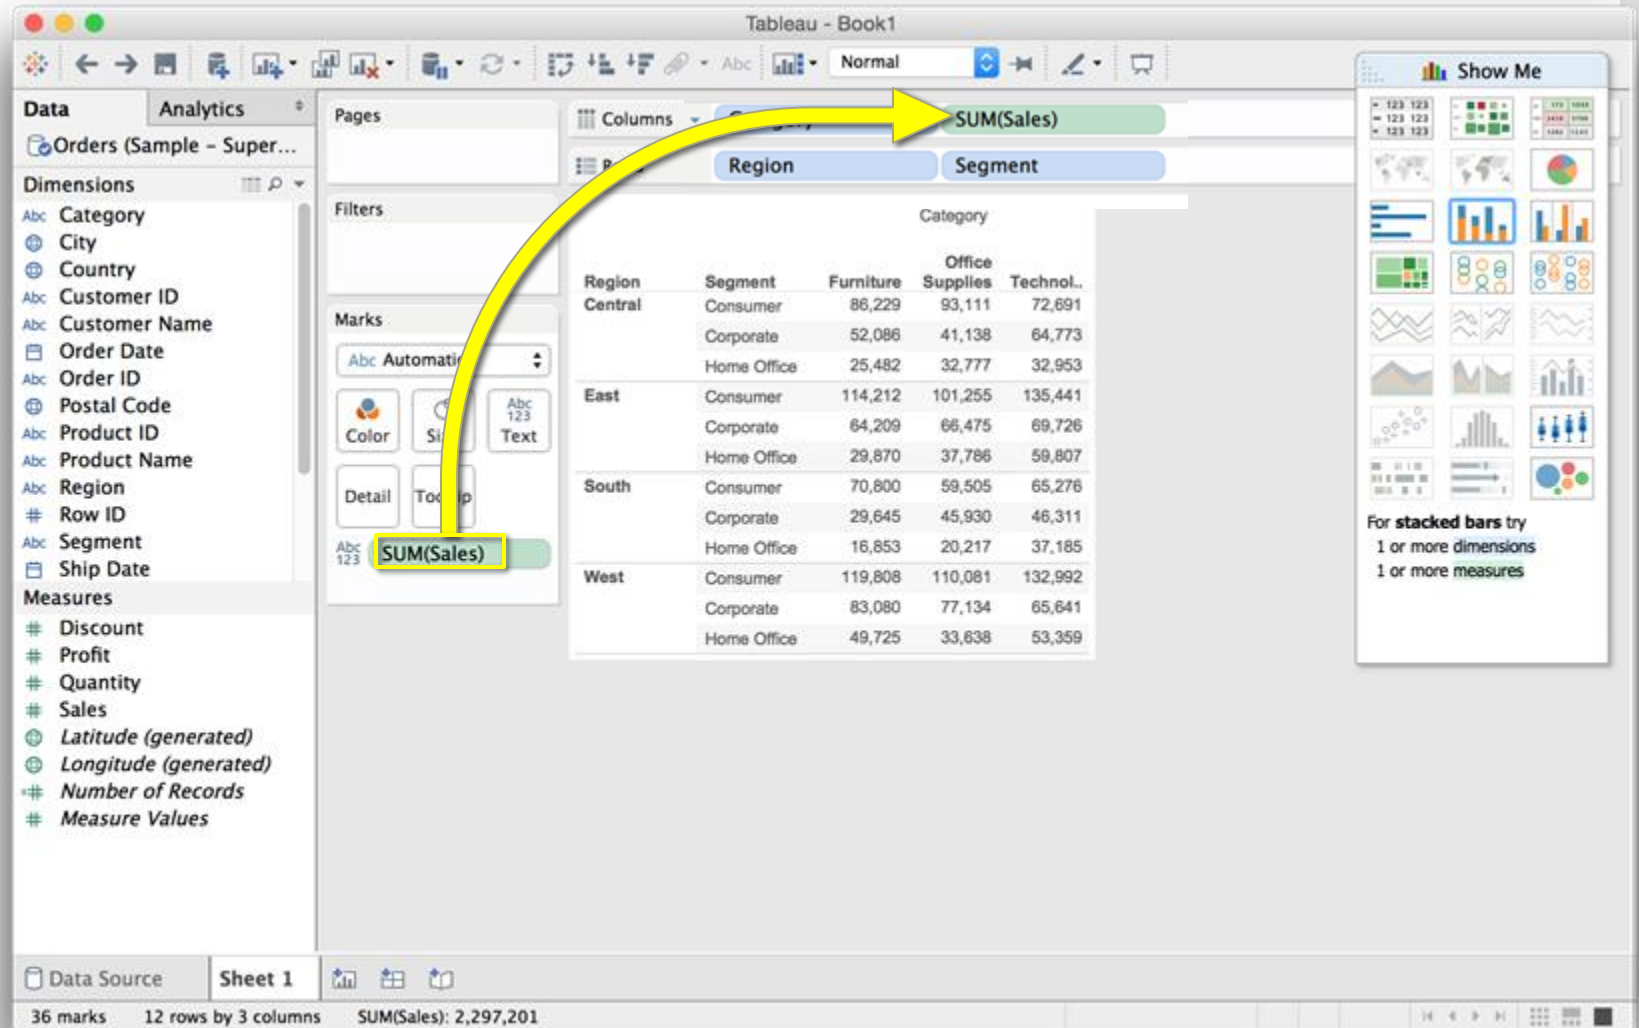 Tableau - Book1
Abc
Normal
Show Me
Data
Analytics
Orders (Sample – Super...
Dimensions
Abc Category
City
Country
Abc Customer ID
Abc Customer Name
Order Date
Abc Order ID
Postal Code
Abc Product ID
Abc Product Name
Abc Region
# Row ID
Abc Segment
Ship Date
Measures
# Discount
# Profit
# Quantity
# Sales
Latitude (generated)
Longitude (generated)
# Number of Records
# Measure Values
Pages
Filters
Marks
Abc Automatic
Color
Abc
123
Text
Detail
Abc
123
SUM(Sales)
Columns
SUM(Sales)
Region
Segment
Category
Region Segment Furniture Office Supplies Technol..
Central Consumer 86,229 93,111 72,691
Corporate 52,086 41,138 64,773
Home Office 25,482 32,777 32,953
East Consumer 114,212 101,255 135,441
Corporate 64,209 66,475 69,726
Home Office 29,870 37,786 59,807
South Consumer 70,800 59,505 65,276
Corporate 29,645 45,930 46,311
Home Office 16,853 20,217 37,185
West Consumer 119,808 110,081 132,992
Corporate 83,080 77,134 65,641
Home Office 49,725 33,638 53,359
123 123
123 123
123 123
For stacked bars try
1 or more dimensions
1 or more measures
Data Source
Sheet 1
36 marks
12 rows by 3 columns
SUM(Sales): 2,297,201